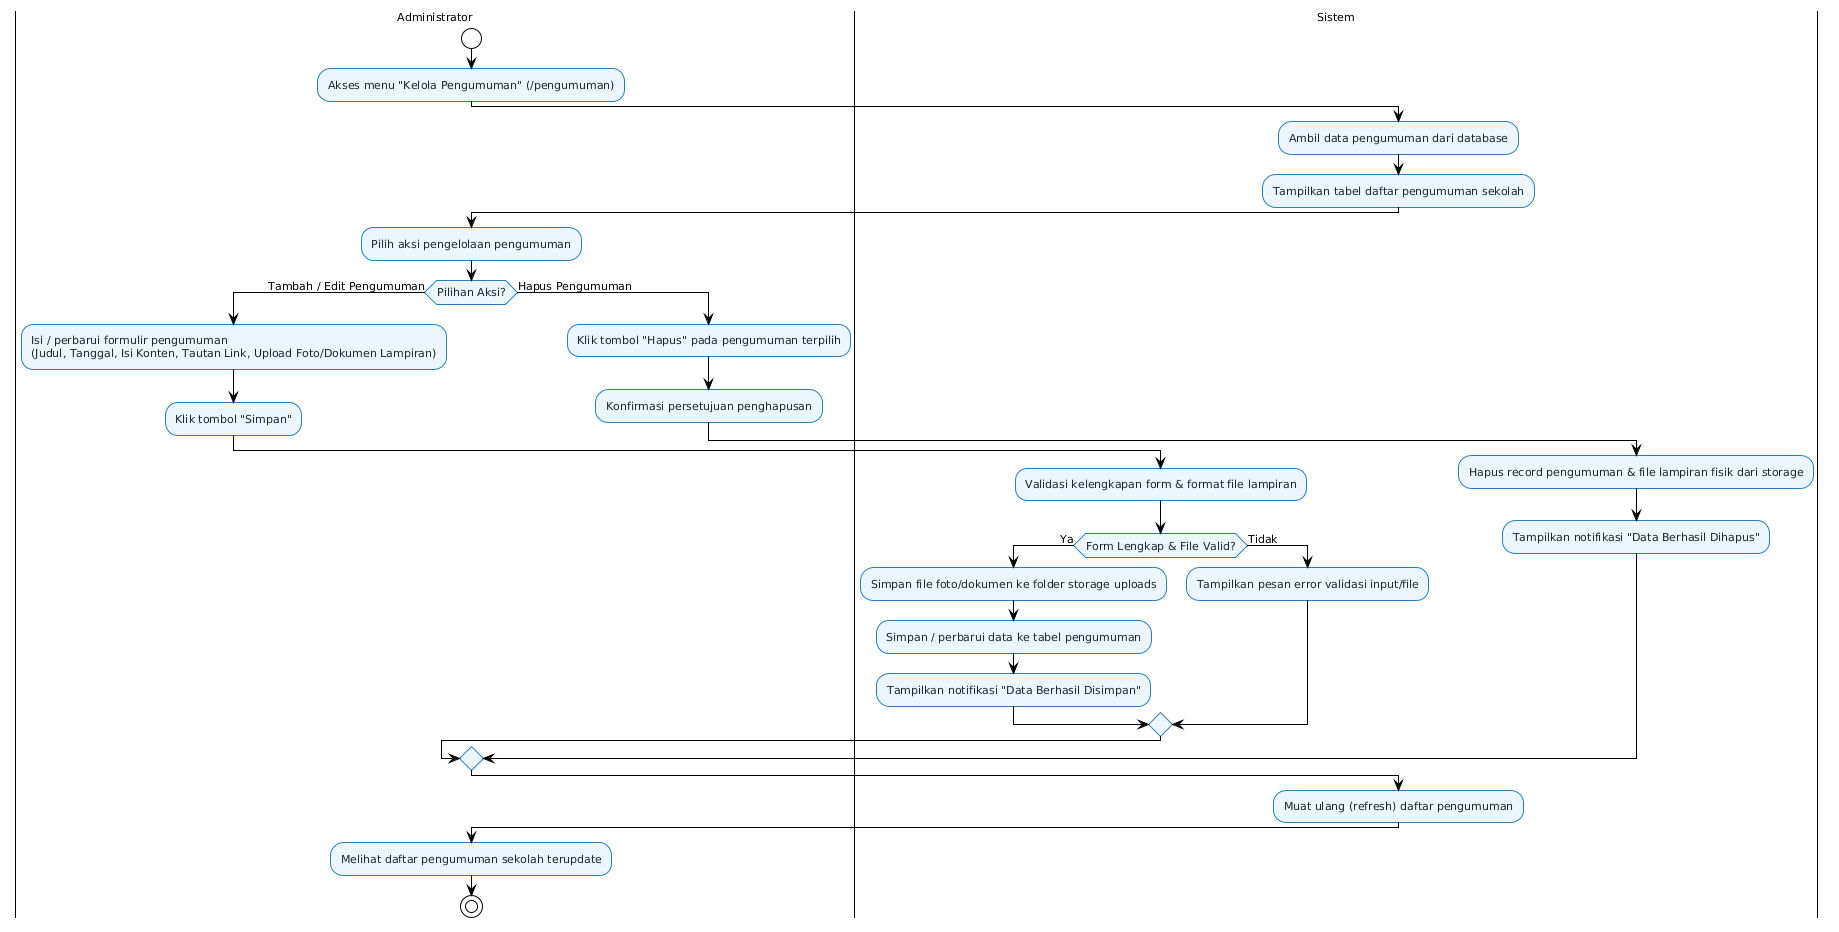 Administrator
Sistem
Akses menu "Kelola Pengumuman" (/pengumuman)
Ambil data pengumuman dari database
Tampilkan tabel daftar pengumuman sekolah
Pilih aksi pengelolaan pengumuman
Tambah / Edit Pengumuman
Pilihan Aksi?
Hapus Pengumuman
Isi / perbarui formulir pengumuman
(Judul, Tanggal, Isi Konten, Tautan Link, Upload Foto/Dokumen Lampiran)
Klik tombol "Hapus" pada pengumuman terpilih
Klik tombol "Simpan"
Konfirmasi persetujuan penghapusan
Validasi kelengkapan form & format file lampiran
Hapus record pengumuman & file lampiran fisik dari storage
Ya
Form Lengkap & File Valid?
Tidak
Tampilkan notifikasi "Data Berhasil Dihapus"
Simpan file foto/dokumen ke folder storage uploads
Tampilkan pesan error validasi input/file
Simpan / perbarui data ke tabel pengumuman
Tampilkan notifikasi "Data Berhasil Disimpan"
Muat ulang (refresh) daftar pengumuman
Melihat daftar pengumuman sekolah terupdate